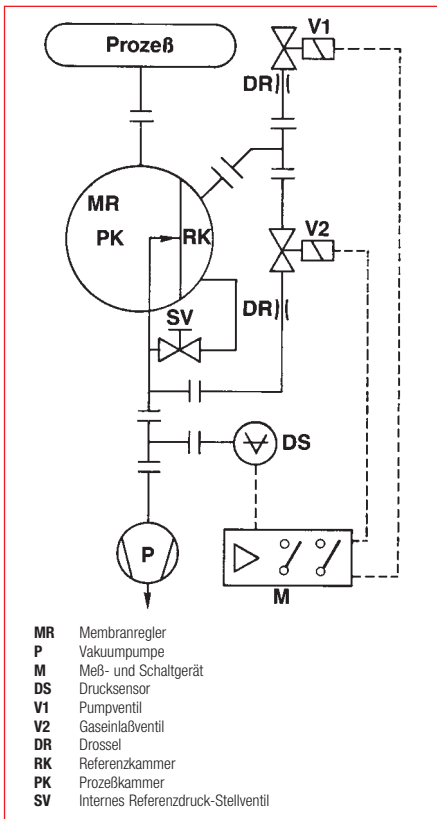 Prozeß
V1
DR
MR
PK
RK
V2
DR
SV
DS
P
M
MR Membranregler
P Vakuumpumpe
M Meß- und Schaltgerät
DS Drucksensor
V1 Pumpventil
V2 Gaseinlaßventil
DR Drossel
RK Referenzkammer
PK Prozeßkammer
SV Internes Referenzdruck-Stellventil